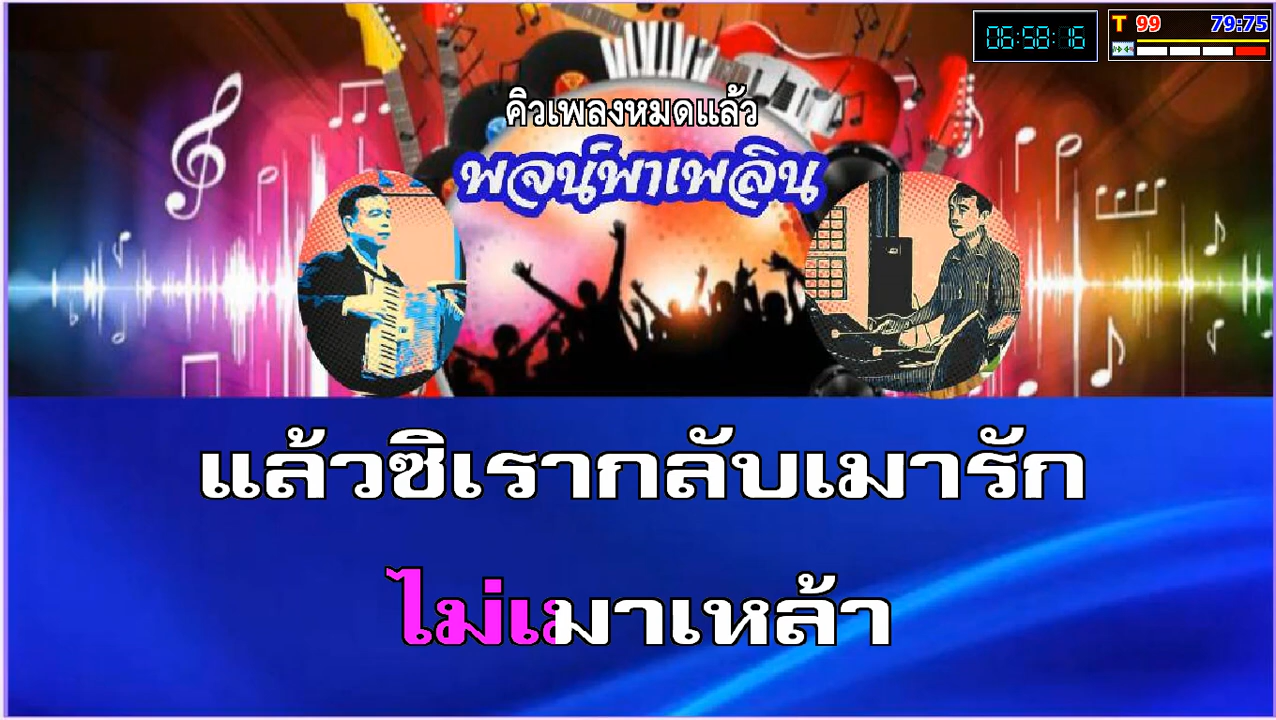 06:58:16
T 99 79:75
คิวเพลงหมดแล้ว
พจน์พาเพลิน
แล้วซิเรากลับเมารัก
ไม่เมาเหล้า